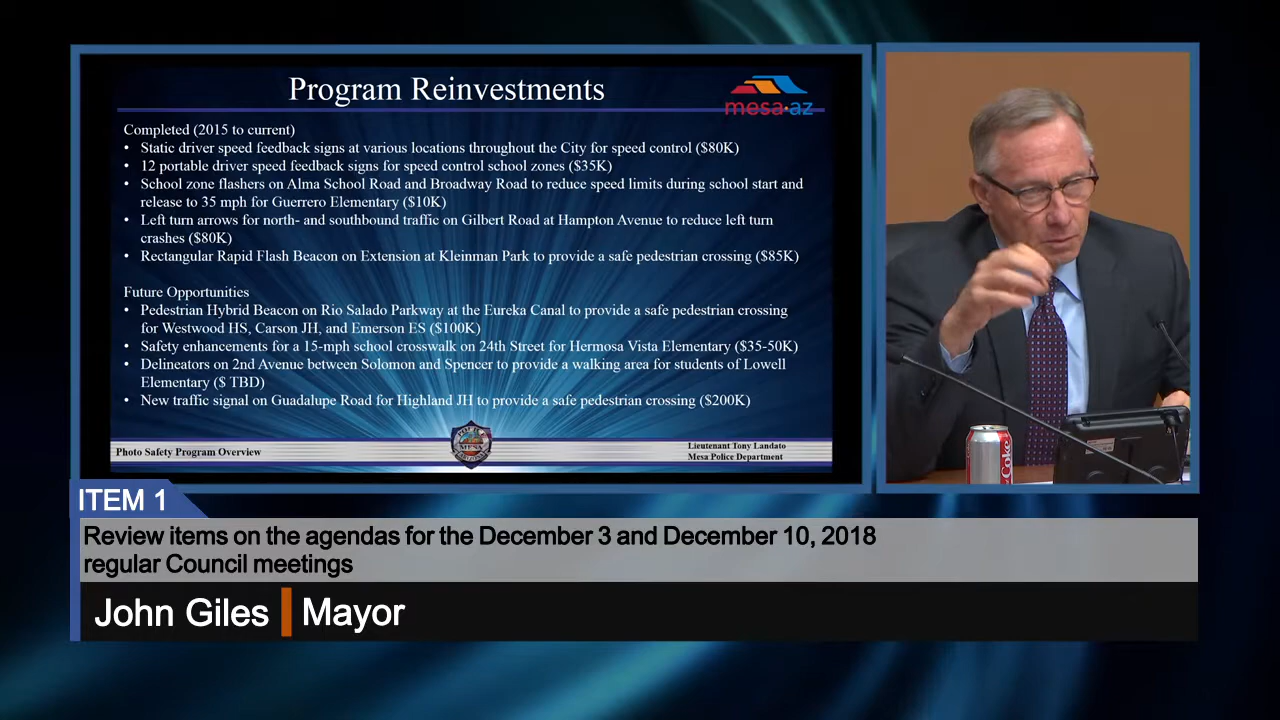 Program Reinvestments
mesa·az
Completed (2015 to current)
• Static driver speed feedback signs at various locations throughout the City for speed control ($80K)
• 12 portable driver speed feedback signs for speed control school zones ($35K)
• School zone flashers on Alma School Road and Broadway Road to reduce speed limits during school start and
release to 35 mph for Guerrero Elementary ($10K)
• Left turn arrows for north- and southbound traffic on Gilbert Road at Hampton Avenue to reduce left turn
crashes ($80K)
• Rectangular Rapid Flash Beacon on Extension at Kleinman Park to provide a safe pedestrian crossing ($85K)
Future Opportunities
• Pedestrian Hybrid Beacon on Rio Salado Parkway at the Eureka Canal to provide a safe pedestrian crossing
for Westwood HS, Carson JH, and Emerson ES ($100K)
• Safety enhancements for a 15-mph school crosswalk on 24th Street for Hermosa Vista Elementary ($35-50K)
• Delineators on 2nd Avenue between Solomon and Spencer to provide a walking area for students of Lowell
Elementary ($ TBD)
• New traffic signal on Guadalupe Road for Highland JH to provide a safe pedestrian crossing ($200K)
Photo Safety Program Overview
MESA
Lieutenant Tony Landato
Mesa Police Department
Coke
ITEM 1
Review items on the agendas for the December 3 and December 10, 2018
regular Council meetings
John Giles
Mayor